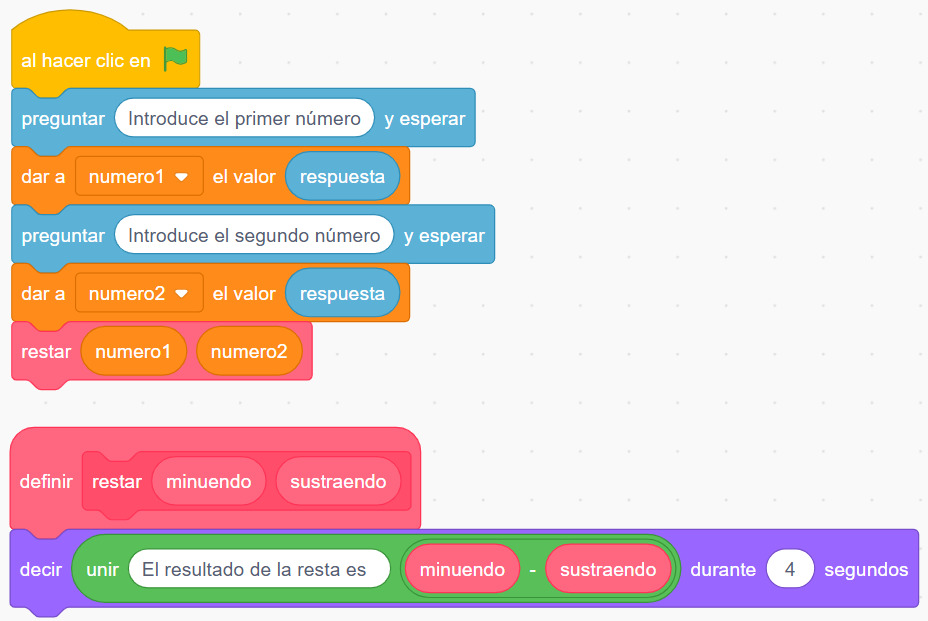 al hacer clic en
preguntar Introduce el primer número y esperar
dar a numero1 el valor respuesta
preguntar Introduce el segundo número y esperar
dar a numero2 el valor respuesta
restar numero1 numero2
definir restar minuendo sustraendo
decir unir El resultado de la resta es minuendo - sustraendo durante 4 segundos